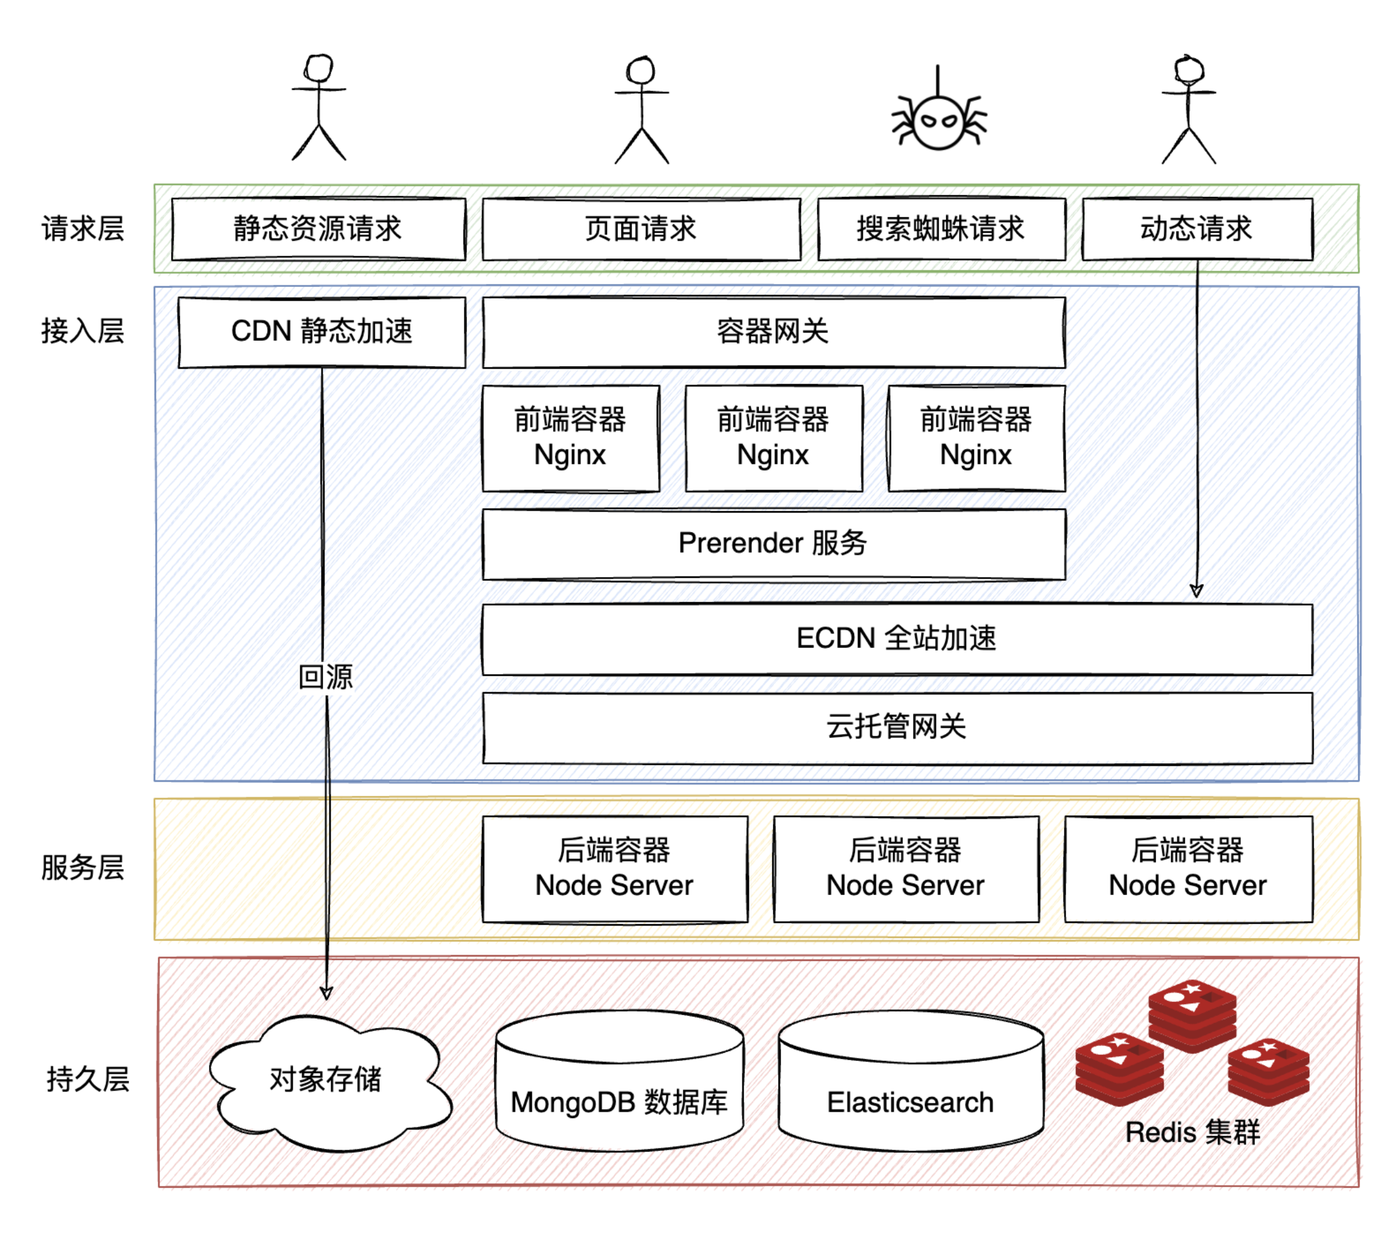 请求层
静态资源请求
页面请求
搜索蜘蛛请求
动态请求
接入层
CDN 静态加速
容器网关
前端容器
Nginx
前端容器
Nginx
前端容器
Nginx
Prerender 服务
ECDN 全站加速
回源
云托管网关
服务层
后端容器
Node Server
后端容器
Node Server
后端容器
Node Server
持久层
对象存储
MongoDB 数据库
Elasticsearch
Redis 集群